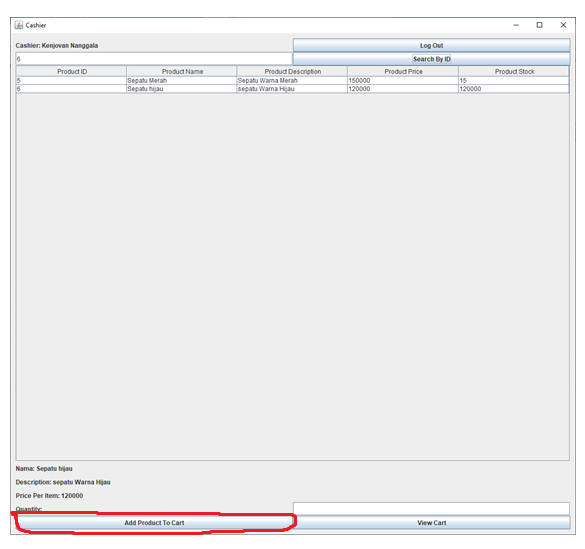 Cashier
Cashier: Kenjovan Nanggala Log Out
6 Search By ID
Product ID Product Name Product Description Product Price Product Stock
5 Sepatu Merah Sepatu Warna Merah 150000 15
6 Sepatu hijau sepatu Warna Hijau 120000 120000
Nama: Sepatu hijau
Description: sepatu Warna Hijau
Price Per Item: 120000
Quantity:
Add Product To Cart View Cart